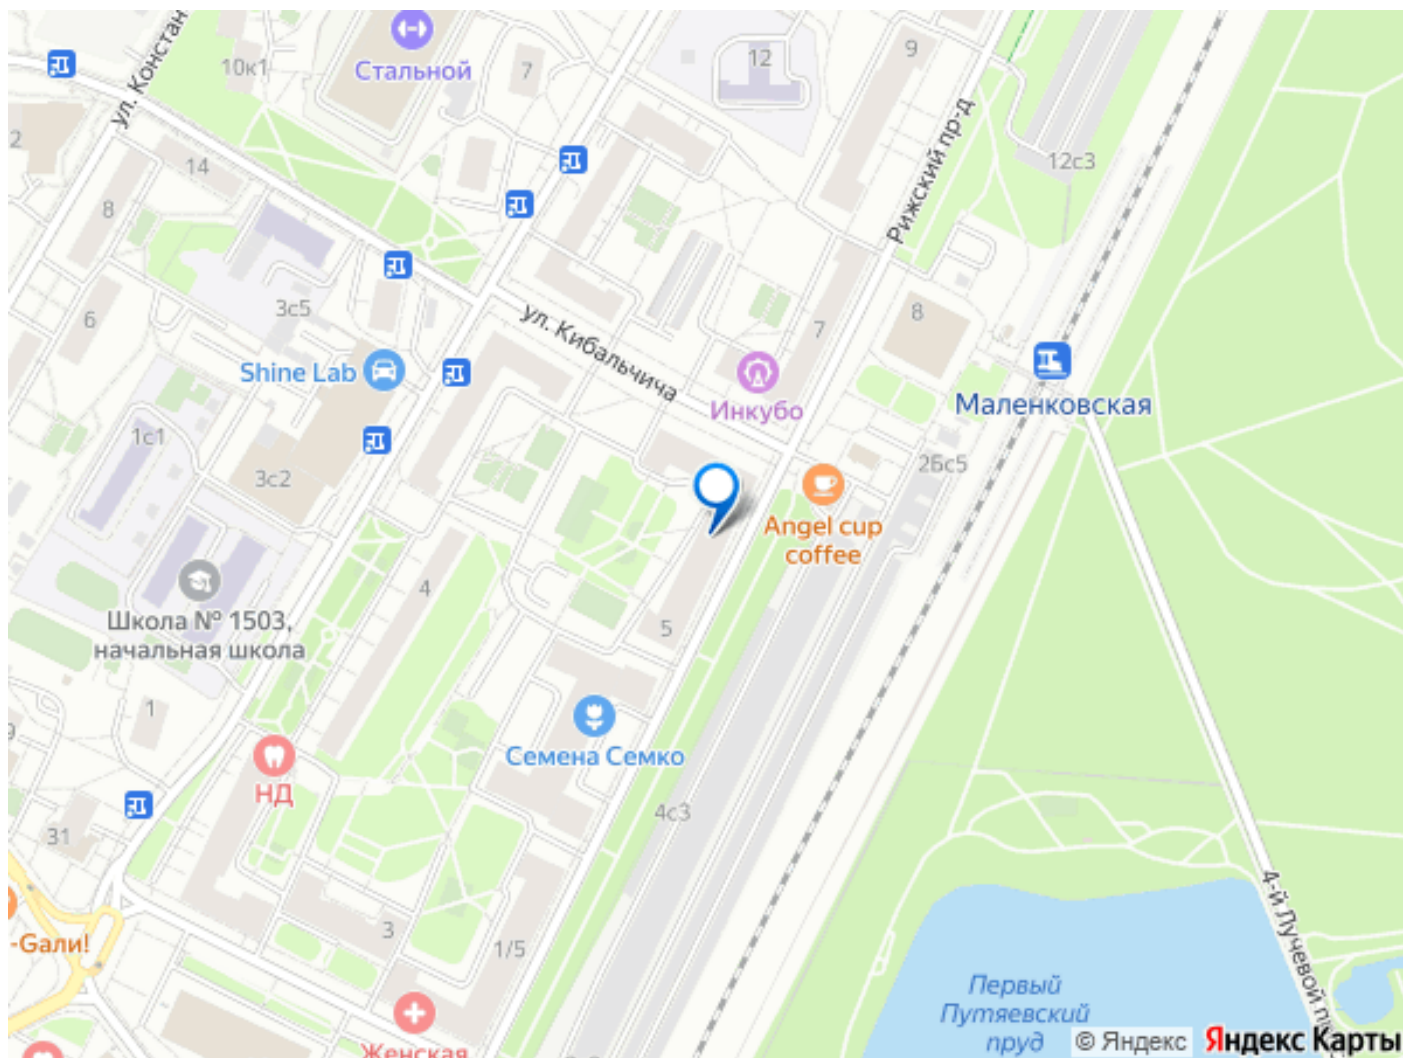 ул. Констан
10к1
Стальной
7
12
9
Рижский пр-д
12с3
2
14
8
3с5
6
ул. Кибальчича
7
8
Shine Lab
Инкубо
Маленковская
1с1
3с2
26с5
Angel cup
coffee
4
Школа № 1503,
начальная школа
5
1
9
Семена Семко
НД
31
4с3
4-й Лучевой п
-Гали!
3
1/5
Первый
Путяевский
пруд
Женская
© Яндекс
Яндекс Карты